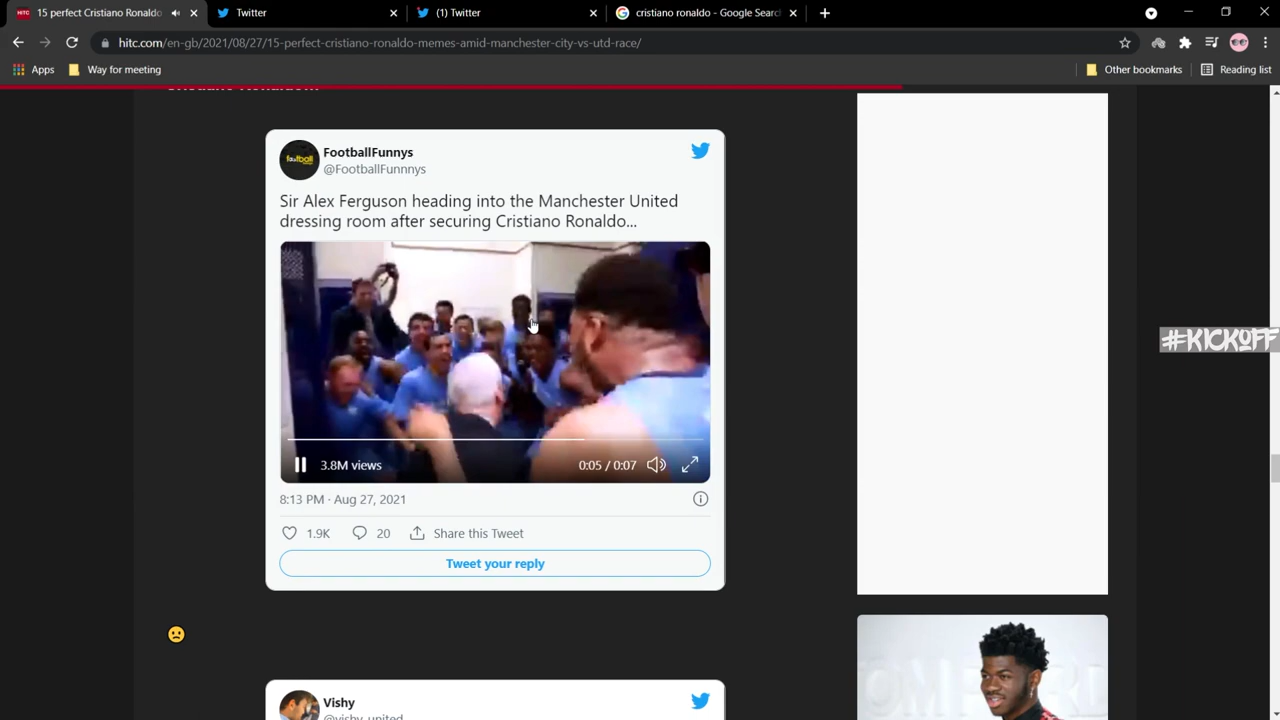 15 perfect Cristiano Ronaldo
Twitter
(1) Twitter
cristiano ronaldo - Google Searc
hitc.com/en-gb/2021/08/27/15-perfect-cristiano-ronaldo-memes-amid-manchester-city-vs-utd-race/
Apps
Way for meeting
Other bookmarks
Reading list
FootballFunnys
@FootballFunnnys
Sir Alex Ferguson heading into the Manchester United
dressing room after securing Cristiano Ronaldo...
3.8M views
0:05 / 0:07
#KICKOFF
8:13 PM · Aug 27, 2021
1.9K
20
Share this Tweet
Tweet your reply
Vishy
@vishy_united